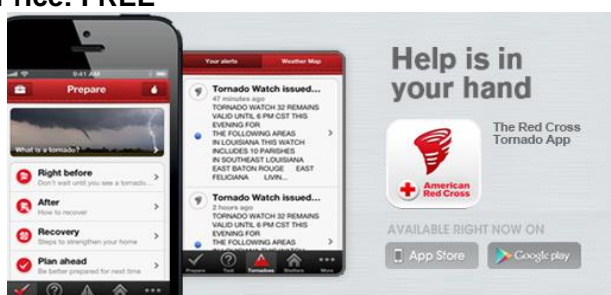 Price: FREE
9:41 AM
Prepare
What is a tornado?
Right before
Don't wait until you see a tornado...
After
How to recover
Recovery
Steps to strengthen your home
Plan ahead
Be better prepared for next time
Your alerts
Weather Map
Tornado Watch issued...
47 minutes ago
TORNADO WATCH 32 REMAINS
VALID UNTIL 6 PM CST THIS
EVENING FOR
THE FOLLOWING AREAS
IN LOUISIANA THIS WATCH
INCLUDES 10 PARISHES
IN SOUTHEAST LOUISIANA
EAST BATON ROUGE EAST
FELICIANA LIVIN...
Tornado Watch issued...
2 hours ago
TORNADO WATCH 32 REMAINS
VALID UNTIL 6 PM CST THIS
EVENING FOR
THE FOLLOWING AREAS
Prepare
Test
Tornadoes
Shelters
More
Help is in
your hand
The Red Cross
Tornado App
American
Red Cross
AVAILABLE RIGHT NOW ON
App Store
Google play